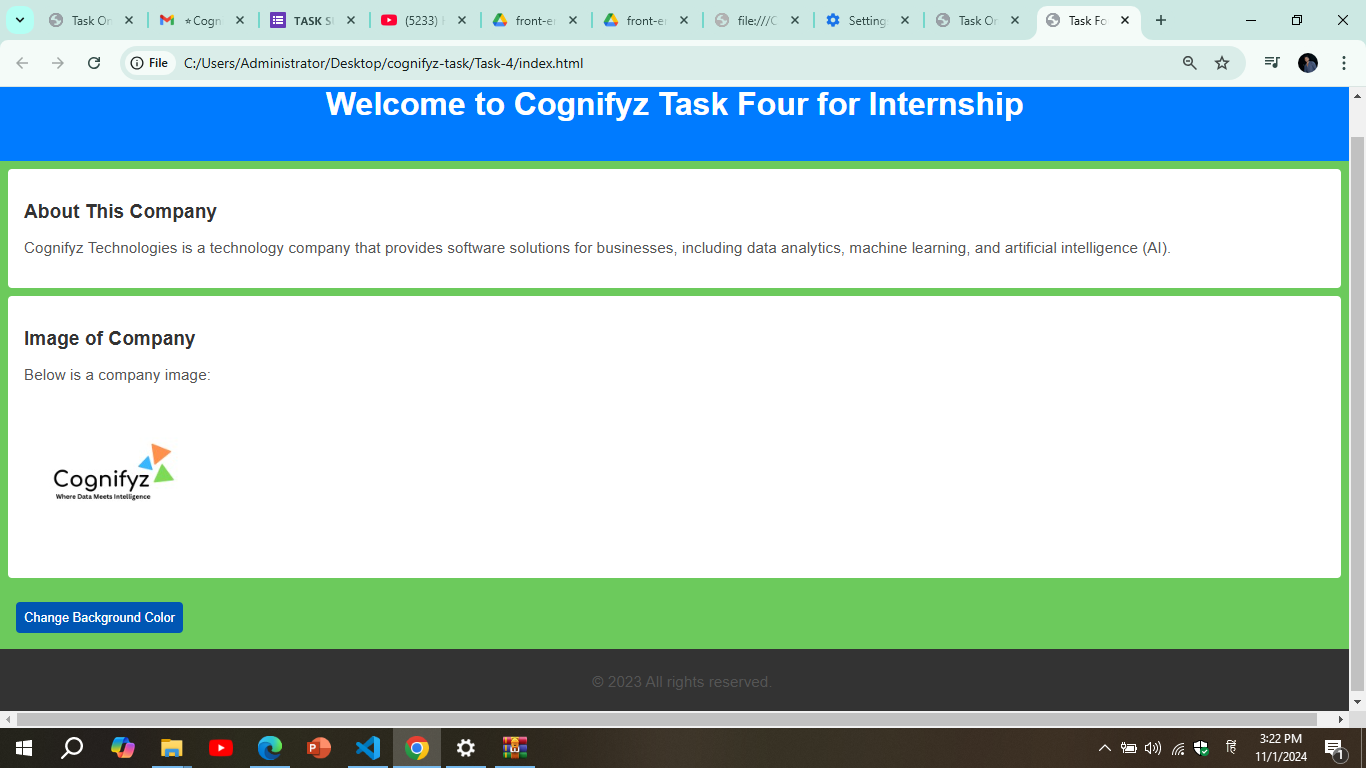 Task On
Cogn
TASK S
(5233)
front-e
front-e
file:///C
Setting
Task On
Task Fo
File
C:/Users/Administrator/Desktop/cognifyz-task/Task-4/index.html
Welcome to Cognifyz Task Four for Internship
About This Company
Cognifyz Technologies is a technology company that provides software solutions for businesses, including data analytics, machine learning, and artificial intelligence (AI).
Image of Company
Below is a company image:
Cognifyz
Where Data Meets Intelligence
Change Background Color
© 2023 All rights reserved.
हि
3:22 PM
11/1/2024
1